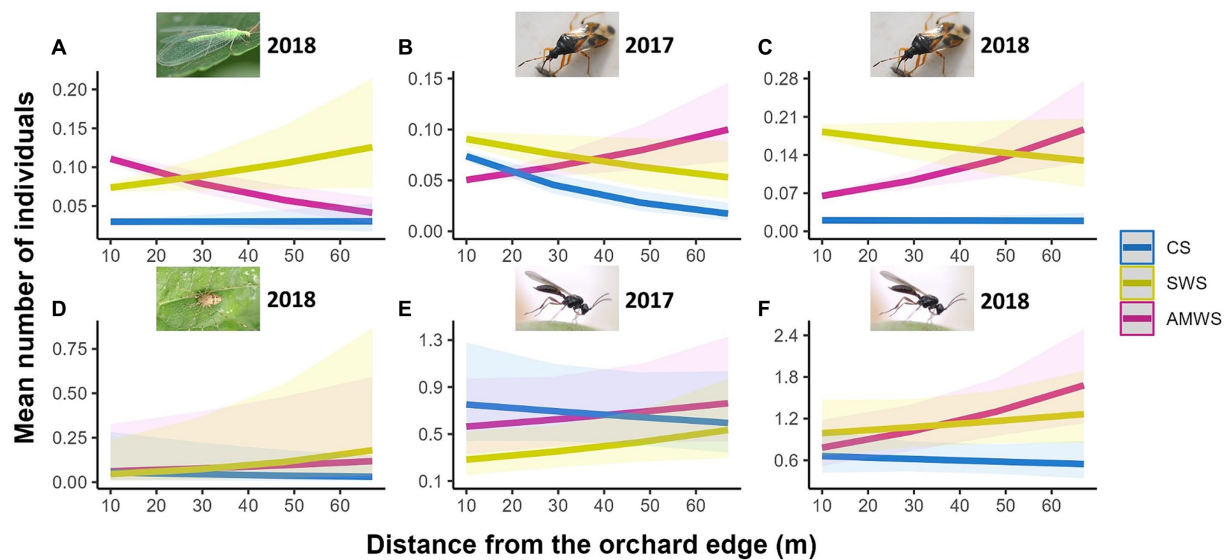 A 2018 B 2017 C 2018
Mean number of individuals
0.20
0.15
0.10
0.05
10 20 30 40 50 60
0.15
0.10
0.05
0.00
10 20 30 40 50 60
0.28
0.21
0.14
0.07
0.00
10 20 30 40 50 60
CS
SWS
AMWS
D 2018 E 2017 F 2018
0.75
0.50
0.25
0.00
10 20 30 40 50 60
1.3
0.9
0.5
0.1
10 20 30 40 50 60
2.4
1.8
1.2
0.6
10 20 30 40 50 60
Distance from the orchard edge (m)